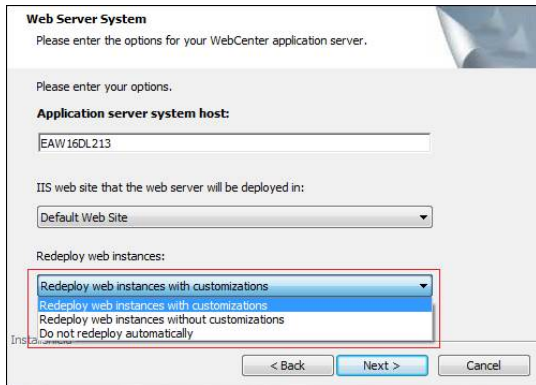 Web Server System
Please enter the options for your WebCenter application server.
Please enter your options.
Application server system host:
EAW16DL213
IIS web site that the web server will be deployed in:
Default Web Site
Redeploy web instances:
Redeploy web instances with customizations
Redeploy web instances with customizations
Redeploy web instances without customizations
Do not redeploy automatically
InstallShield
< Back Next > Cancel